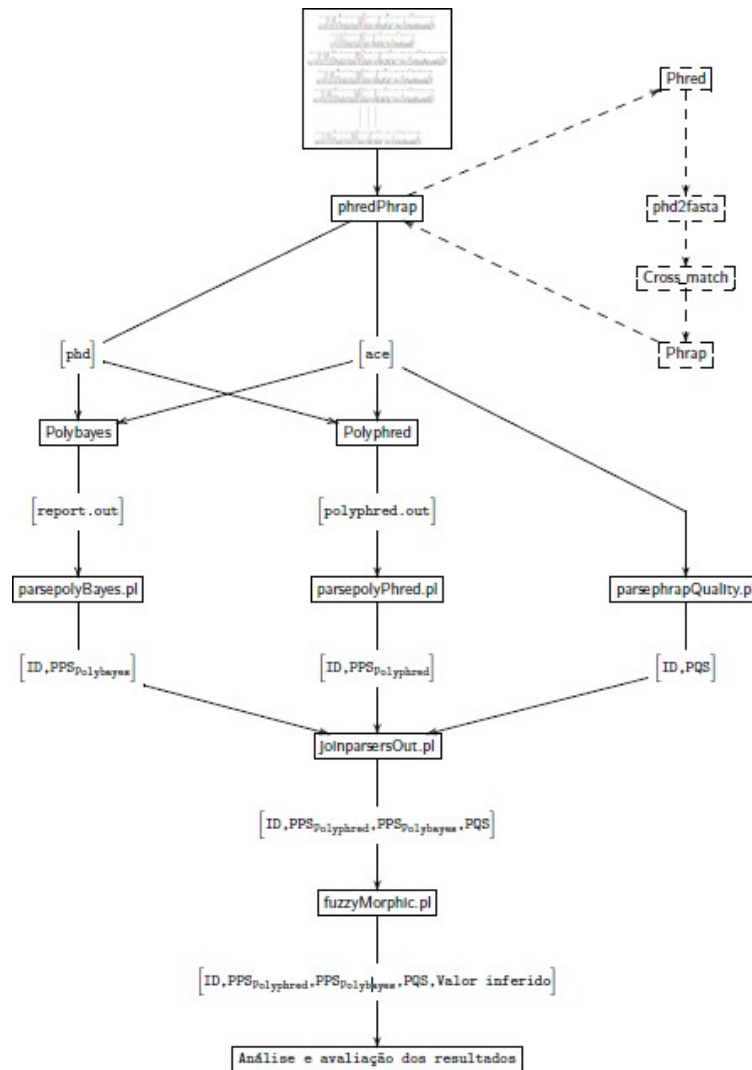 Phred
phredPhrap
phd2fasta
Cross_match
Phrap
[phd]
[ace]
Polybayes
Polyphred
[report.out]
[polyphred.out]
parsepolyBayes.pl
parsepolyPhred.pl
parsephrapQuality.pl
[ID,PPSPolybayes]
[ID,PPSPolyphred]
[ID,PQS]
joinparsersOut.pl
[ID,PPSPolyphred,PPSPolybayes,PQS]
fuzzyMorphic.pl
[ID,PPSPolyphred,PPSPolybayes,PQS,Valor inferido]
Análise e avaliação dos resultados